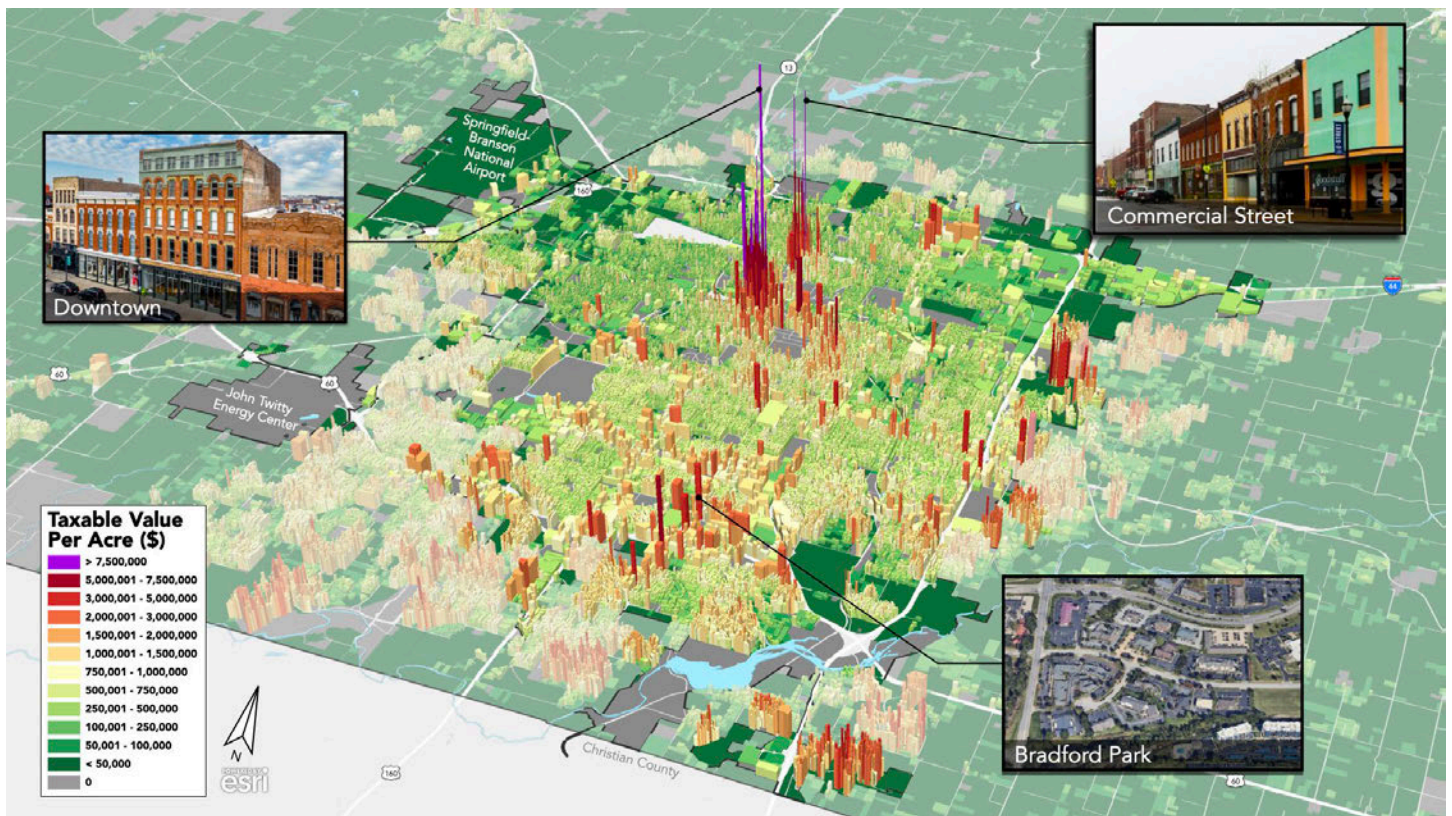 13
Springfield-
Branson
National
Airport
160
Downtown
Commercial Street
44
60
60
John Twitty
Energy Center
Taxable Value
Per Acre ($)
> 7,500,000
5,000,001 - 7,500,000
3,000,001 - 5,000,000
2,000,001 - 3,000,000
1,500,001 - 2,000,000
1,000,001 - 1,500,000
750,001 - 1,000,000
500,001 - 750,000
250,001 - 500,000
100,001 - 250,000
50,001 - 100,000
< 50,000
0
N
esri
Christian County
160
Bradford Park
60